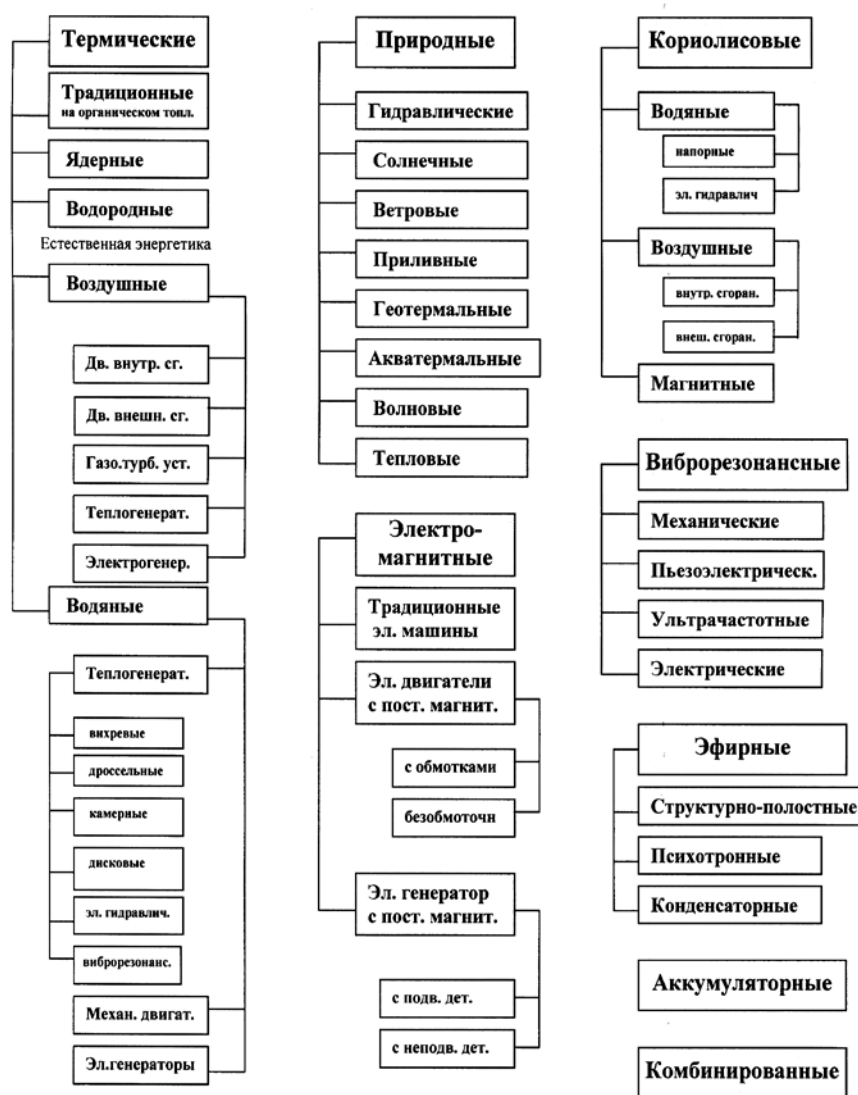 Термические
Традиционные
на органическом топл.
Ядерные
Водородные
Естественная энергетика
Воздушные
Дв. внутр. сг.
Дв. внешн. сг.
Газо.турб. уст.
Теплогенерат.
Электрогенер.
Водяные
Теплогенерат.
вихревые
дроссельные
камерные
дисковые
эл. гидравлич.
виброрезонанс.
Механ. двигат.
Эл.генераторы
Природные
Гидравлические
Солнечные
Ветровые
Приливные
Геотермальные
Акватермальные
Волновые
Тепловые
Электро-
магнитные
Традиционные
эл. машины
Эл. двигатели
с пост. магнит.
с обмотками
безобмоточн
Эл. генератор
с пост. магнит.
с подв. дет.
с неподв. дет.
Кориолисовые
Водяные
напорные
эл. гидравлич
Воздушные
внутр. сгоран.
внеш. сгоран.
Магнитные
Виброрезонансные
Механические
Пьезоэлектрическ.
Ультрачастотные
Электрические
Эфирные
Структурно-полостные
Психотронные
Конденсаторные
Аккумуляторные
Комбинированные